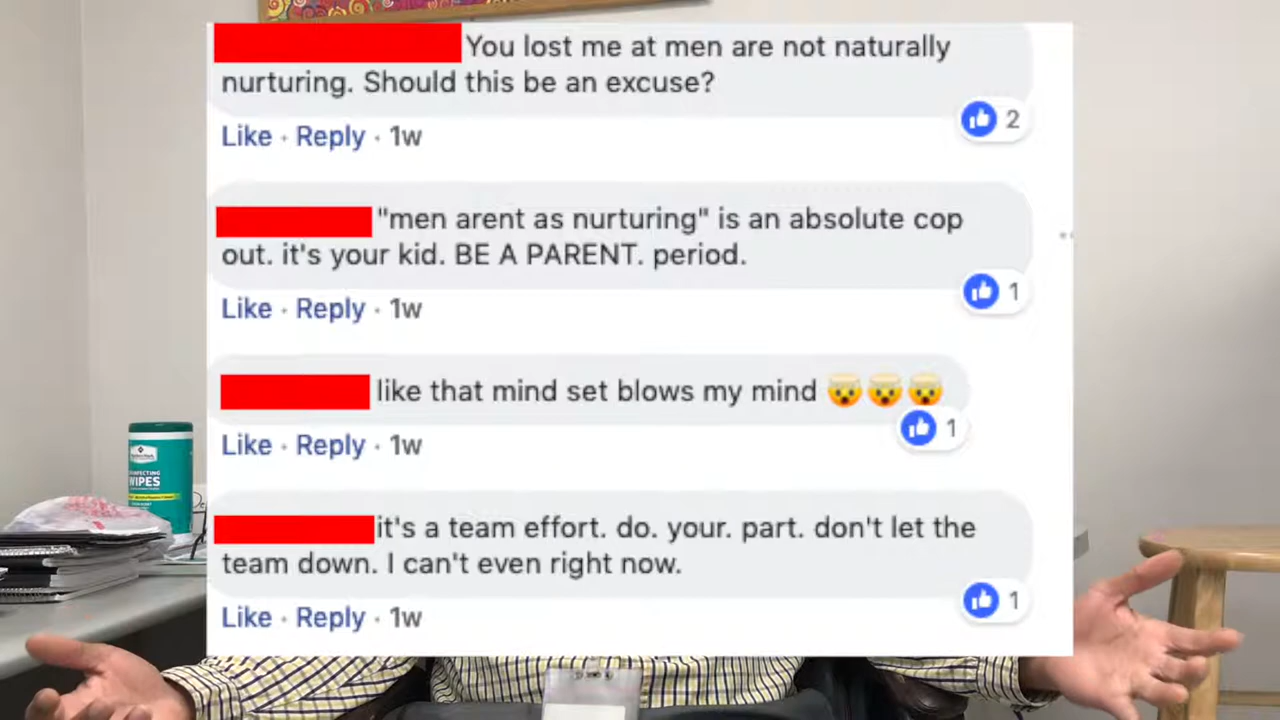 You lost me at men are not naturally
nurturing. Should this be an excuse?
Like · Reply · 1w
2
"men arent as nurturing" is an absolute cop
out. it's your kid. BE A PARENT. period.
Like · Reply · 1w
1
like that mind set blows my mind 🤯🤯🤯
Like · Reply · 1w
1
it's a team effort. do. your. part. don't let the
team down. I can't even right now.
Like · Reply · 1w
1
WIPES